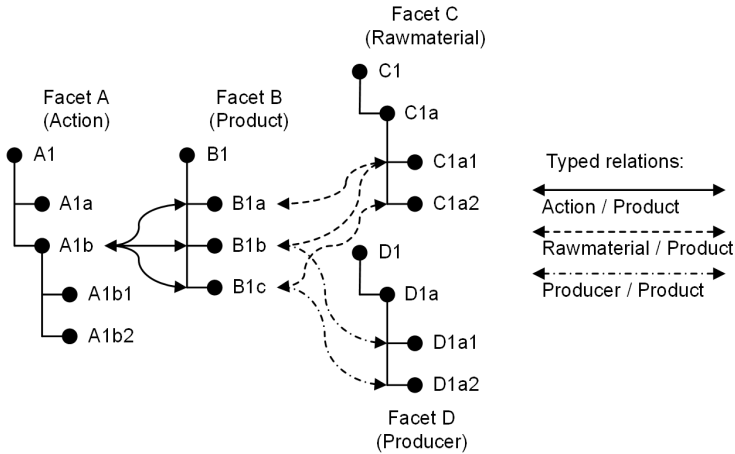 Facet C
(Rawmaterial)
C1
Facet A
(Action)
Facet B
(Product)
C1a
A1
B1
C1a1
Typed relations:
A1a
B1a
C1a2
Action / Product
A1b
B1b
D1
Rawmaterial / Product
B1c
D1a
Producer / Product
A1b1
A1b2
D1a1
D1a2
Facet D
(Producer)